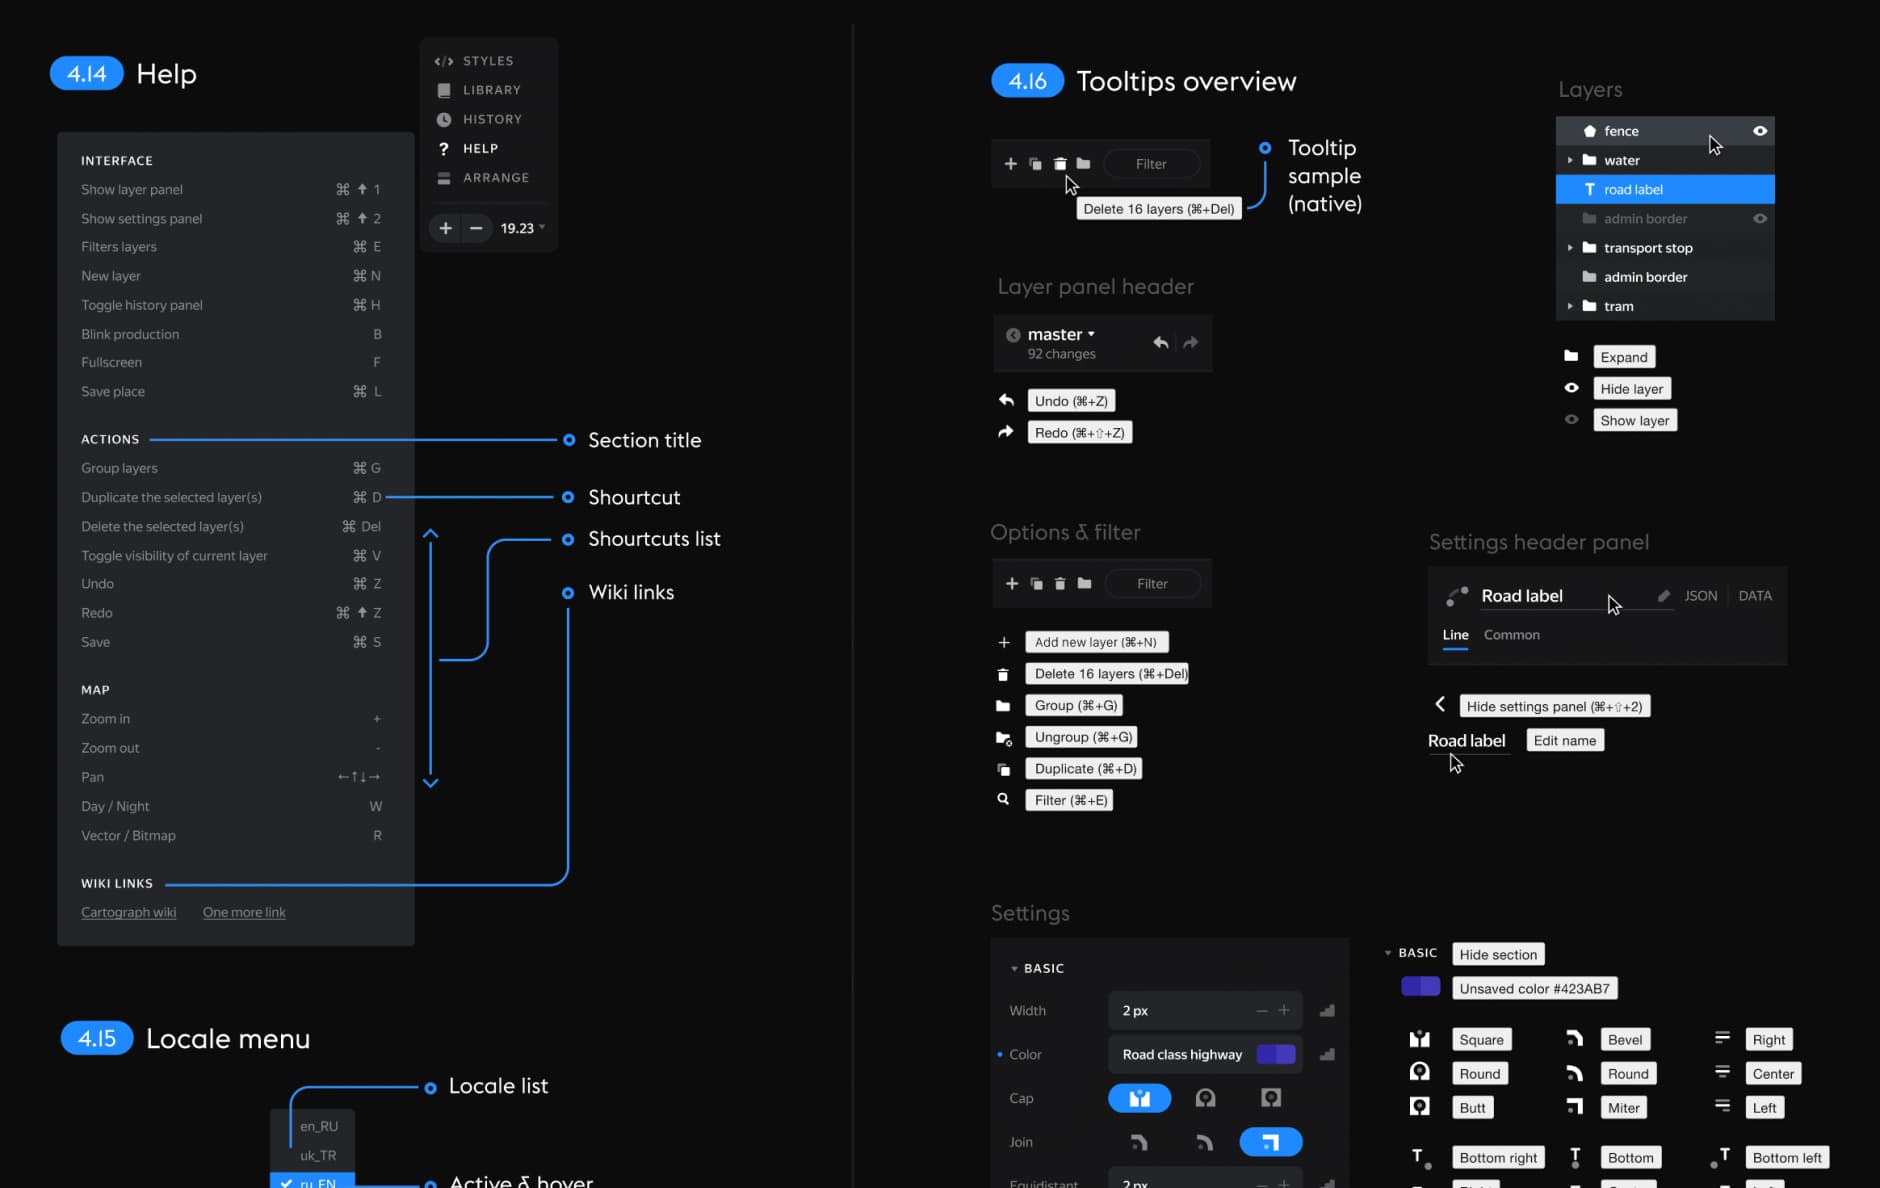 4.14 Help
STYLES
LIBRARY
HISTORY
? HELP
ARRANGE
+ − 19.23
INTERFACE
Show layer panel ⌘ ⬆ 1
Show settings panel ⌘ ⬆ 2
Filters layers ⌘ E
New layer ⌘ N
Toggle history panel ⌘ H
Blink production B
Fullscreen F
Save place ⌘ L
ACTIONS
Group layers ⌘ G
Duplicate the selected layer(s) ⌘ D
Delete the selected layer(s) ⌘ Del
Toggle visibility of current layer ⌘ V
Undo ⌘ Z
Redo ⌘ ⬆ Z
Save ⌘ S
MAP
Zoom in +
Zoom out -
Pan ←↑↓→
Day / Night W
Vector / Bitmap R
WIKI LINKS
Cartograph wiki One more link
Section title
Shourtcut
Shourtcuts list
Wiki links
4.15 Locale menu
Locale list
en_RU
uk_TR
ru_EN
Active & hover
4.16 Tooltips overview
Filter
Delete 16 layers (⌘+Del)
Tooltip
sample
(native)
Layer panel header
master
92 changes
Undo (⌘+Z)
Redo (⌘+⇧+Z)
Layers
fence
water
T road label
admin border
transport stop
admin border
tram
Expand
Hide layer
Show layer
Options & filter
Filter
Add new layer (⌘+N)
Delete 16 layers (⌘+Del)
Group (⌘+G)
Ungroup (⌘+G)
Duplicate (⌘+D)
Filter (⌘+E)
Settings header panel
Road label JSON DATA
Line Common
Hide settings panel (⌘+⇧+2)
Road label Edit name
Settings
BASIC
Width 2 px − +
Color Road class highway
Cap
Join
Equidistant 2 px − +
BASIC Hide section
Unsaved color #423AB7
Square Bevel Right
Round Round Center
Butt Miter Left
T Bottom right T Bottom T Bottom left